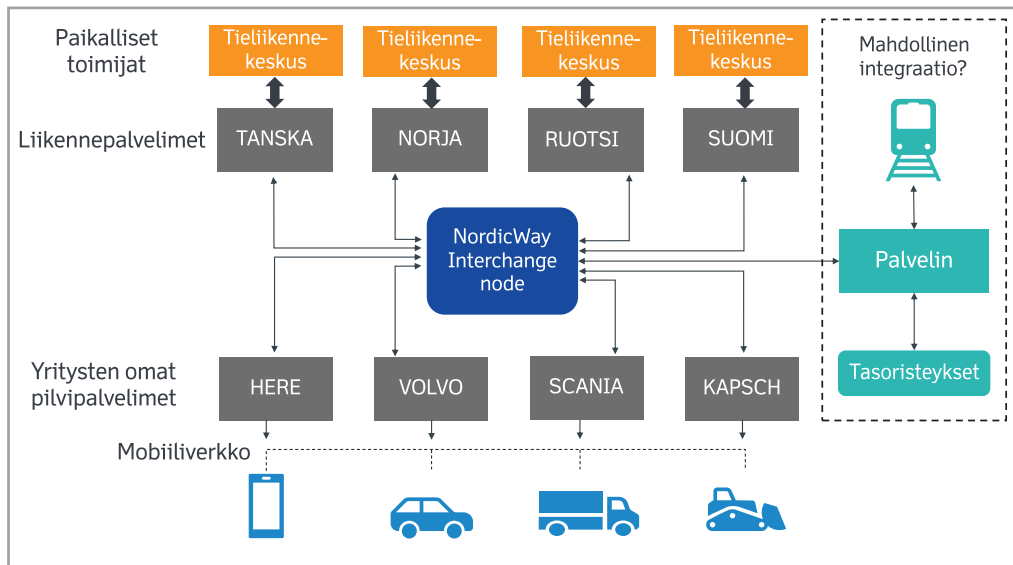 Paikalliset
toimijat
Tieliikenne-
keskus
Tieliikenne-
keskus
Tieliikenne-
keskus
Tieliikenne-
keskus
Mahdollinen
integraatio?
Liikennepalvelimet
TANSKA
NORJA
RUOTSI
SUOMI
NordicWay
Interchange
node
Palvelin
Yritysten omat
pilvipalvelimet
HERE
VOLVO
SCANIA
KAPSCH
Tasoristeykset
Mobiiliverkko